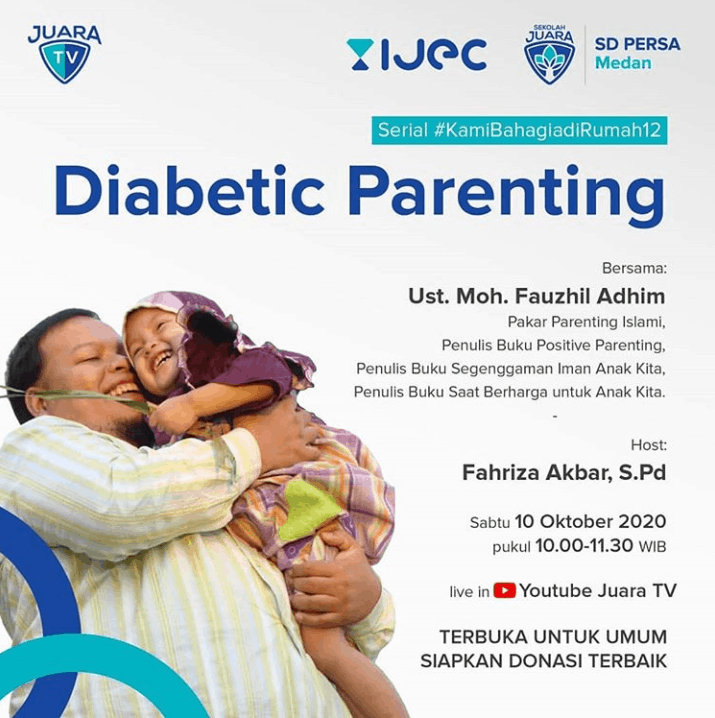 JUARA
TV
IJEC
SEKOLAH
JUARA
SD PERSA
Medan
Serial #KamiBahagiadiRumah12
Diabetic Parenting
Bersama:
Ust. Moh. Fauzhil Adhim
Pakar Parenting Islami,
Penulis Buku Positive Parenting,
Penulis Buku Segenggaman Iman Anak Kita,
Penulis Buku Saat Berharga untuk Anak Kita.
-
Host:
Fahriza Akbar, S.Pd
Sabtu 10 Oktober 2020
pukul 10.00-11.30 WIB
live in Youtube Juara TV
TERBUKA UNTUK UMUM
SIAPKAN DONASI TERBAIK